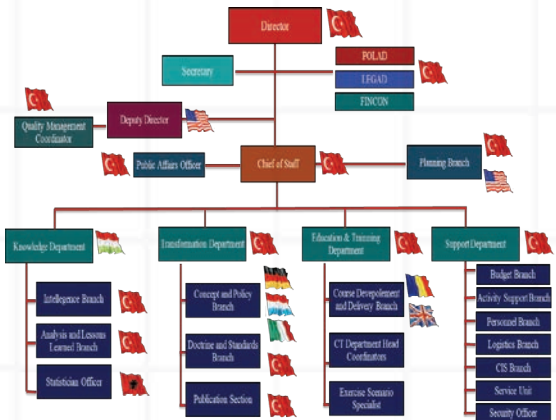 Director
POLAD
Secretary
LEGAD
FINCON
Deputy Director
Quality Management
Coordinator
Public Affairs Officer
Chief of Staff
Planning Branch
Knowledge Department
Transformation Department
Education & Trainning
Department
Support Department
Intellegence Branch
Analysis and Lessons
Learned Branch
Statistician Officer
Concept and Policy
Branch
Doctrine and Standards
Branch
Publication Section
Course Devepolement
and Delivery Branch
CT Department Head
Coordinators
Exercise Scenario
Specialist
Budget Branch
Activity Support Branch
Personnel Branch
Logistics Branch
CIS Branch
Service Unit
Security Officer